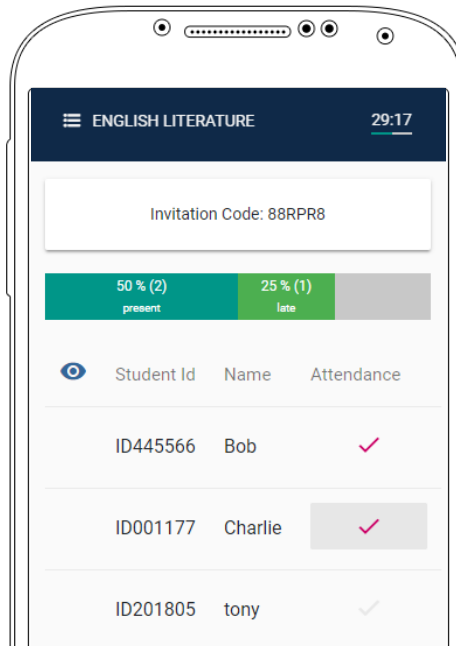 ENGLISH LITERATURE 29:17
Invitation Code: 88RPR8
50 % (2) 25 % (1)
present late
Student Id Name Attendance
ID445566 Bob
ID001177 Charlie
ID201805 tony